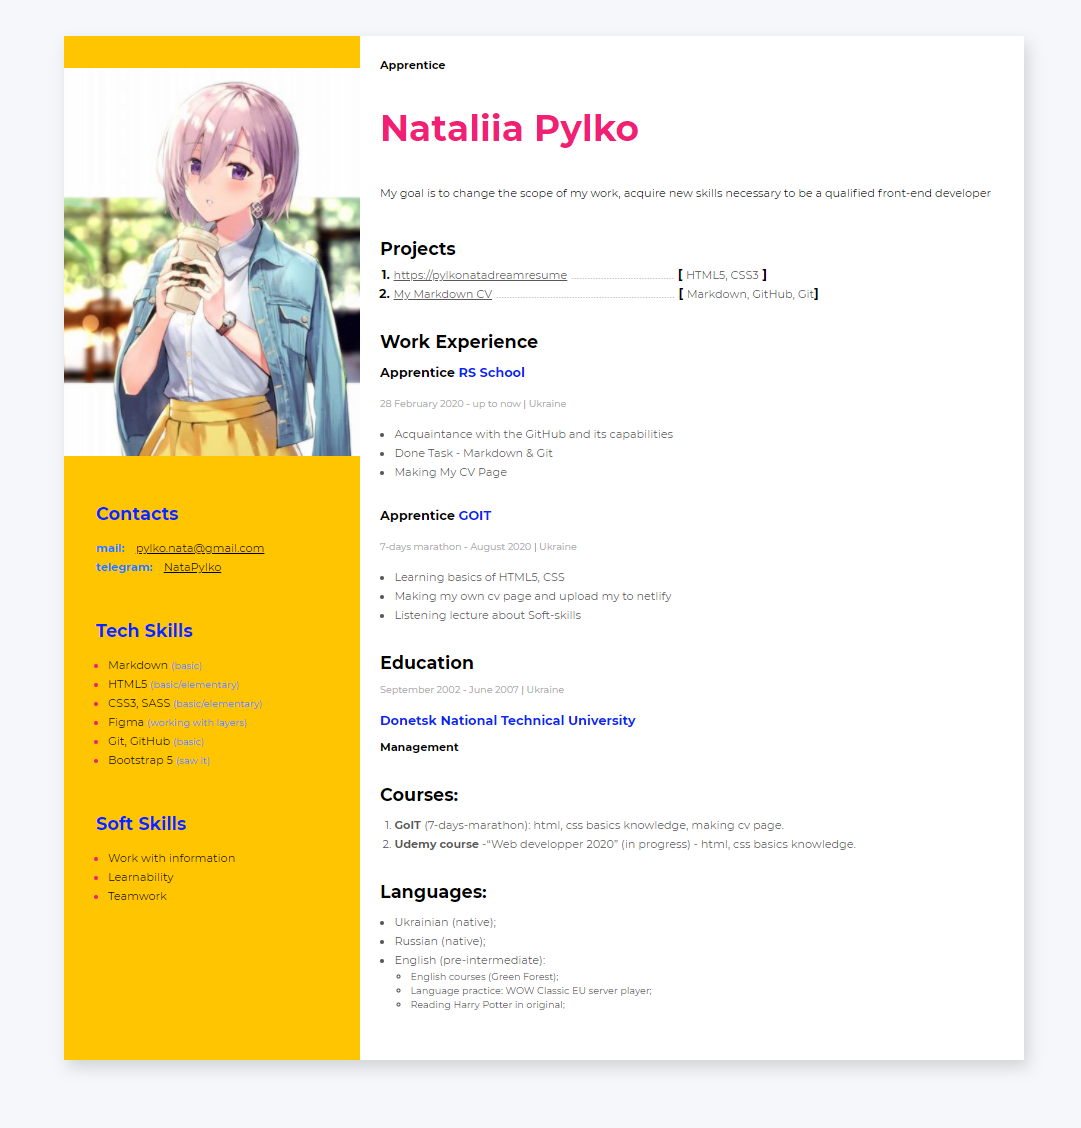 Apprentice
Nataliia Pylko
My goal is to change the scope of my work, acquire new skills necessary to be a qualified front-end developer
Projects
1. https://pylkonatadreamresume [ HTML5, CSS3 ]
2. My Markdown CV [ Markdown, GitHub, Git]
Work Experience
Apprentice RS School
28 February 2020 - up to now | Ukraine
• Acquaintance with the GitHub and its capabilities
• Done Task - Markdown & Git
• Making My CV Page
Apprentice GOIT
7-days marathon - August 2020 | Ukraine
• Learning basics of HTML5, CSS
• Making my own cv page and upload my to netlify
• Listening lecture about Soft-skills
Education
September 2002 - June 2007 | Ukraine
Donetsk National Technical University
Management
Courses:
1. GoIT (7-days-marathon): html, css basics knowledge, making cv page.
2. Udemy course -“Web developper 2020” (in progress) - html, css basics knowledge.
Languages:
• Ukrainian (native);
• Russian (native);
• English (pre-intermediate):
English courses (Green Forest);
Language practice: WOW Classic EU server player;
Reading Harry Potter in original;
Contacts
mail: pylko.nata@gmail.com
telegram: NataPylko
Tech Skills
• Markdown (basic)
• HTML5 (basic/elementary)
• CSS3, SASS (basic/elementary)
• Figma (working with layers)
• Git, GitHub (basic)
• Bootstrap 5 (saw it)
Soft Skills
• Work with information
• Learnability
• Teamwork